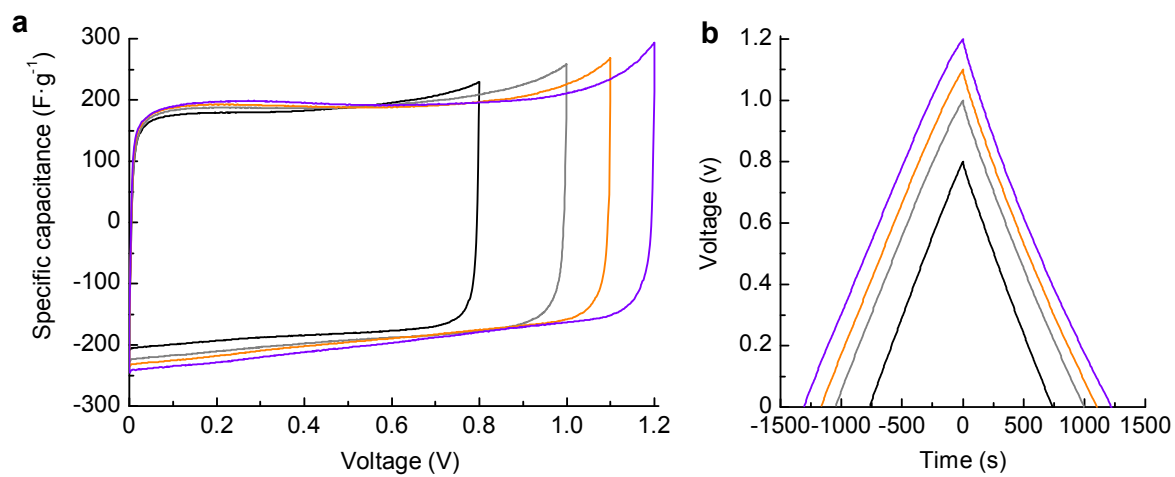 a
300
200
100
0
-100
-200
-300
Specific capacitance (F·g⁻¹)
0 0.2 0.4 0.6 0.8 1.0 1.2
Voltage (V)
b
1.2
1.0
0.8
0.6
0.4
0.2
0
Voltage (v)
-1500 -1000 -500 0 500 1000 1500
Time (s)